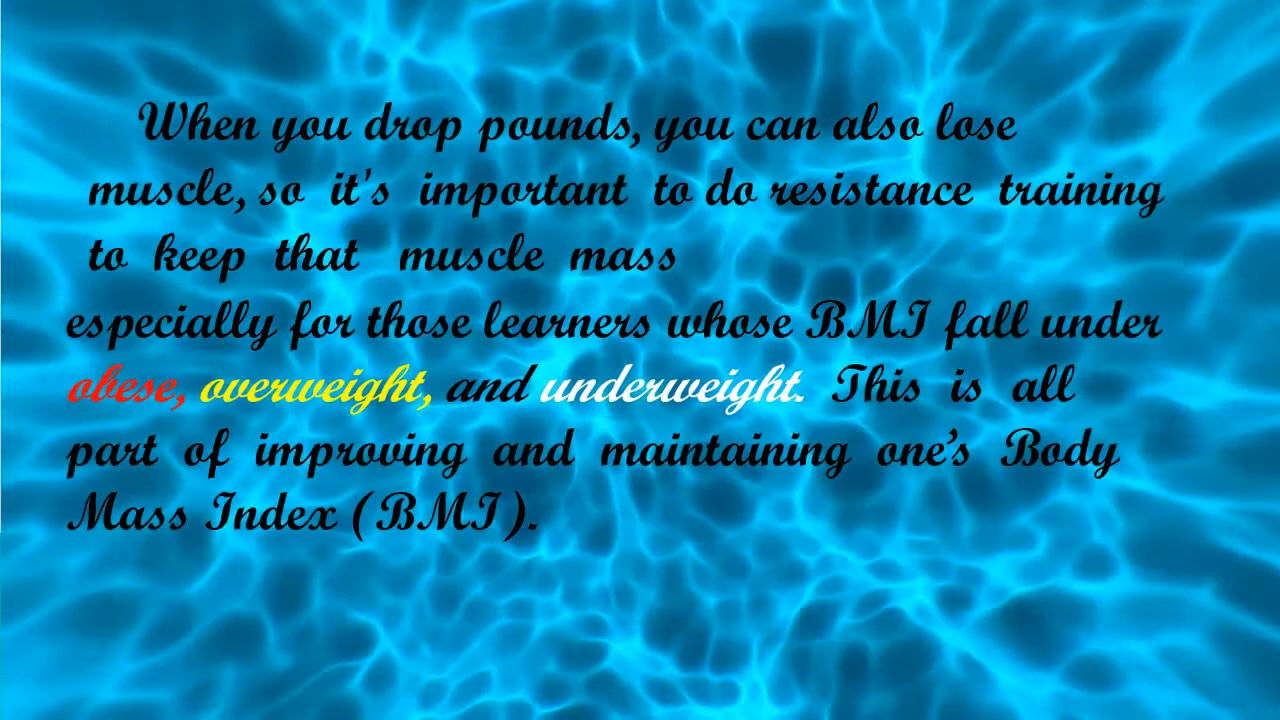 When you drop pounds, you can also lose
muscle, so it's important to do resistance training
to keep that muscle mass
especially for those learners whose BMI fall under
obese, overweight, and underweight. This is all
part of improving and maintaining one’s Body
Mass Index (BMI).